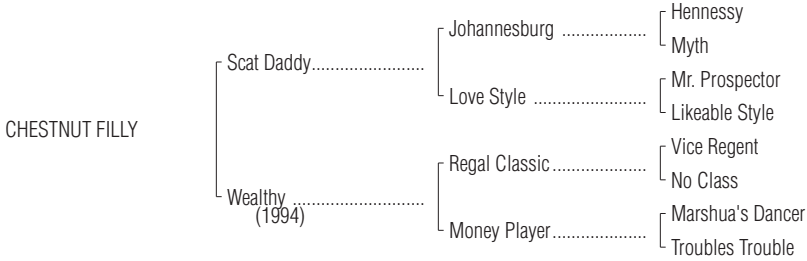 Hennessy
Johannesburg ..................
Myth
Scat Daddy........................
Mr. Prospector
Love Style ........................
Likeable Style
CHESTNUT FILLY
Vice Regent
Regal Classic....................
No Class
Wealthy ............................
(1994)
Marshua's Dancer
Money Player....................
Troubles Trouble